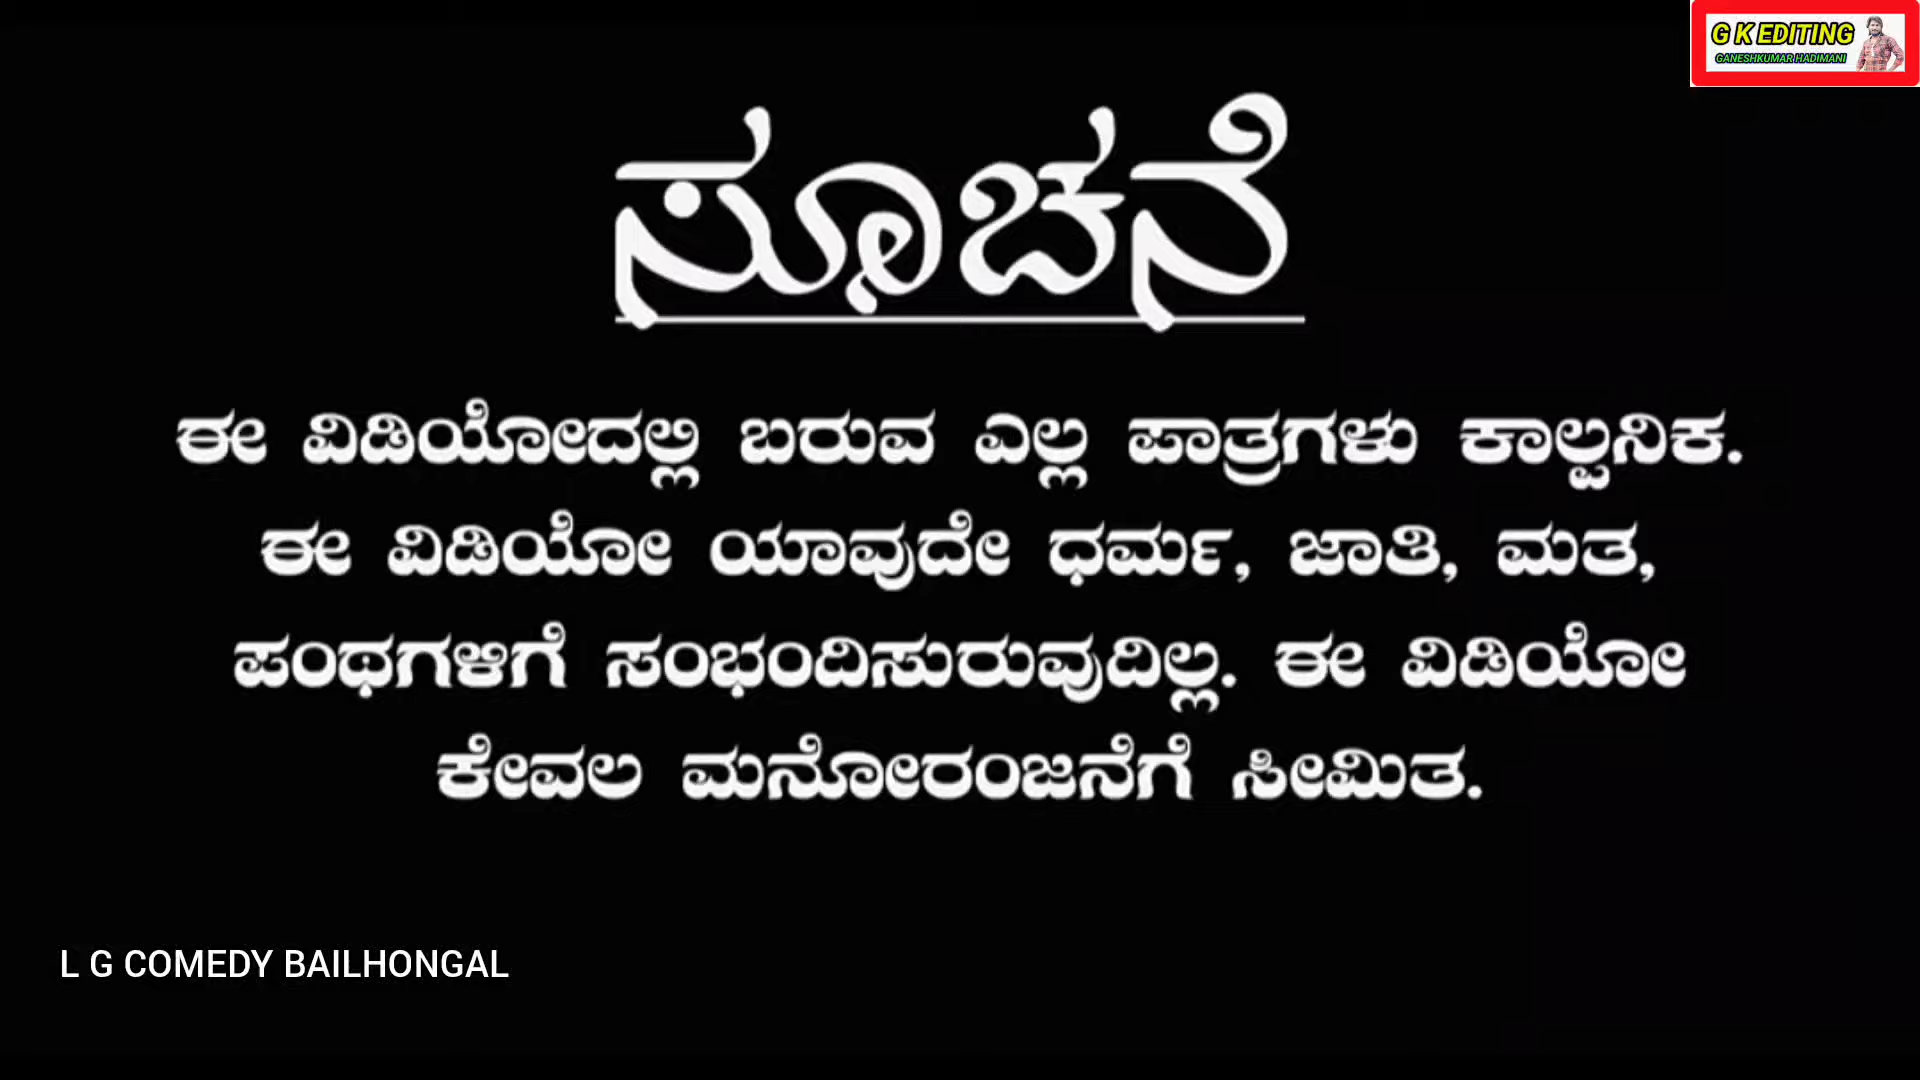 G K EDITING
GANESHKUMAR HADIMANI
ಸೂಚನೆ
ಈ ವಿಡಿಯೋದಲ್ಲಿ ಬರುವ ಎಲ್ಲ ಪಾತ್ರಗಳು ಕಾಲ್ಪನಿಕ.
ಈ ವಿಡಿಯೋ ಯಾವುದೇ ಧರ್ಮ, ಜಾತಿ, ಮತ,
ಪಂಥಗಳಿಗೆ ಸಂಭಂದಿಸುರುವುದಿಲ್ಲ. ಈ ವಿಡಿಯೋ
ಕೇವಲ ಮನೋರಂಜನೆಗೆ ಸೀಮಿತ.
L G COMEDY BAILHONGAL